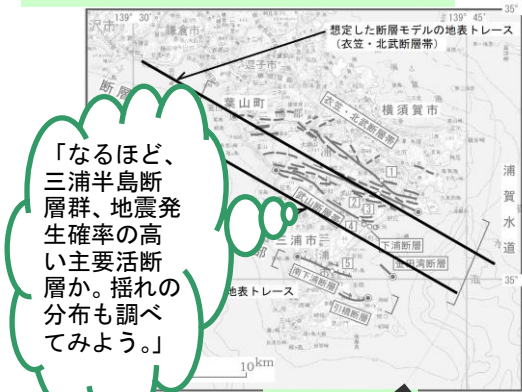 139° 30'
139° 45'
35°
沢市
鎌倉市
逗子市
想定した断層モデルの地表トレース
(衣笠・北武断層帯)
断層
葉山町
衣笠・北武断層帯
横須賀市
浦賀水道
「なるほど、
三浦半島断
層群、地震発
生確率の高
い主要活断
層か。揺れの
分布も調べ
てみよう。」
1
2
3
武山断層帯
4
三浦市
下浦断層
金田湾断層
部
5
南下浦断層
引橋断層
地表トレース
35°
10km